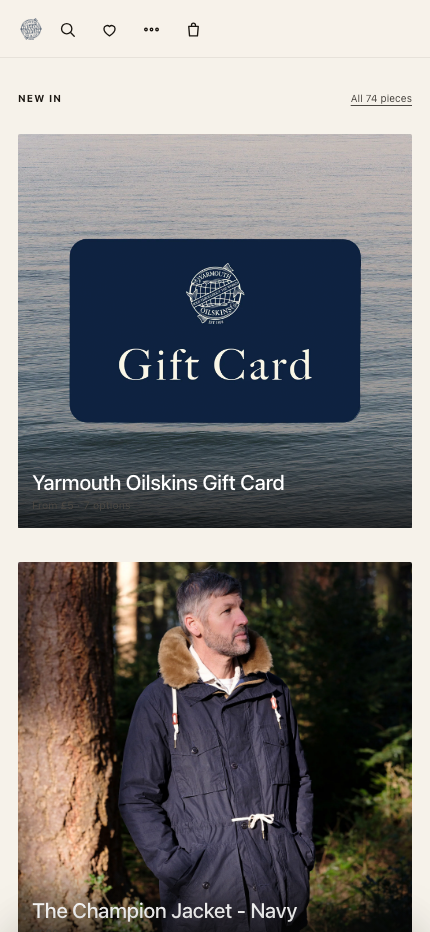 NEW IN
All 74 pieces
YARMOUTH
OILSKINS
Gift Card
Yarmouth Oilskins Gift Card
The Champion Jacket - Navy